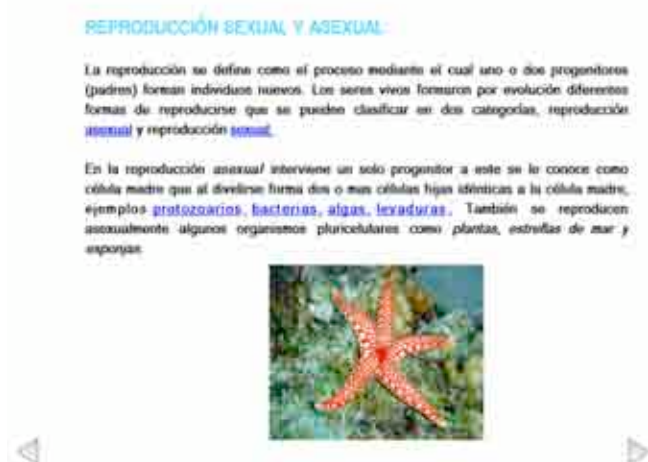 REPRODUCCIÓN SEXUAL Y ASEXUAL:
La reproducción se define como el proceso mediante el cual uno o dos progenitores
(padres) forman individuos nuevos. Los seres vivos formaron por evolución diferentes
formas de reproducirse que se pueden clasificar en dos categorías, reproducción
asexual y reproducción sexual.
En la reproducción asexual interviene un solo progenitor a este se le conoce como
célula madre que al dividirse forma dos o mas células hijas idénticas a la célula madre,
ejemplos protozoarios, bacterias, algas, levaduras. También se reproducen
asexualmente algunos organismos pluricelulares como plantas, estrellas de mar y
esponjas.